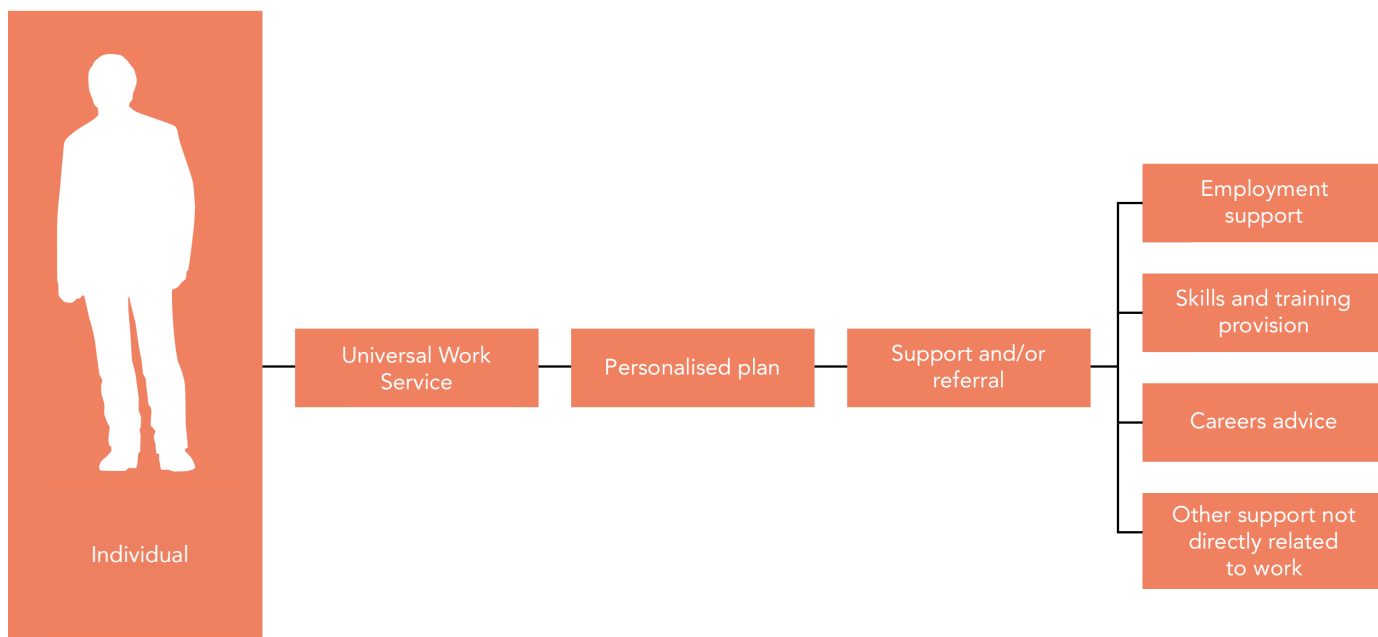 Individual
Universal Work
Service
Personalised plan
Support and/or
referral
Employment
support
Skills and training
provision
Careers advice
Other support not
directly related
to work